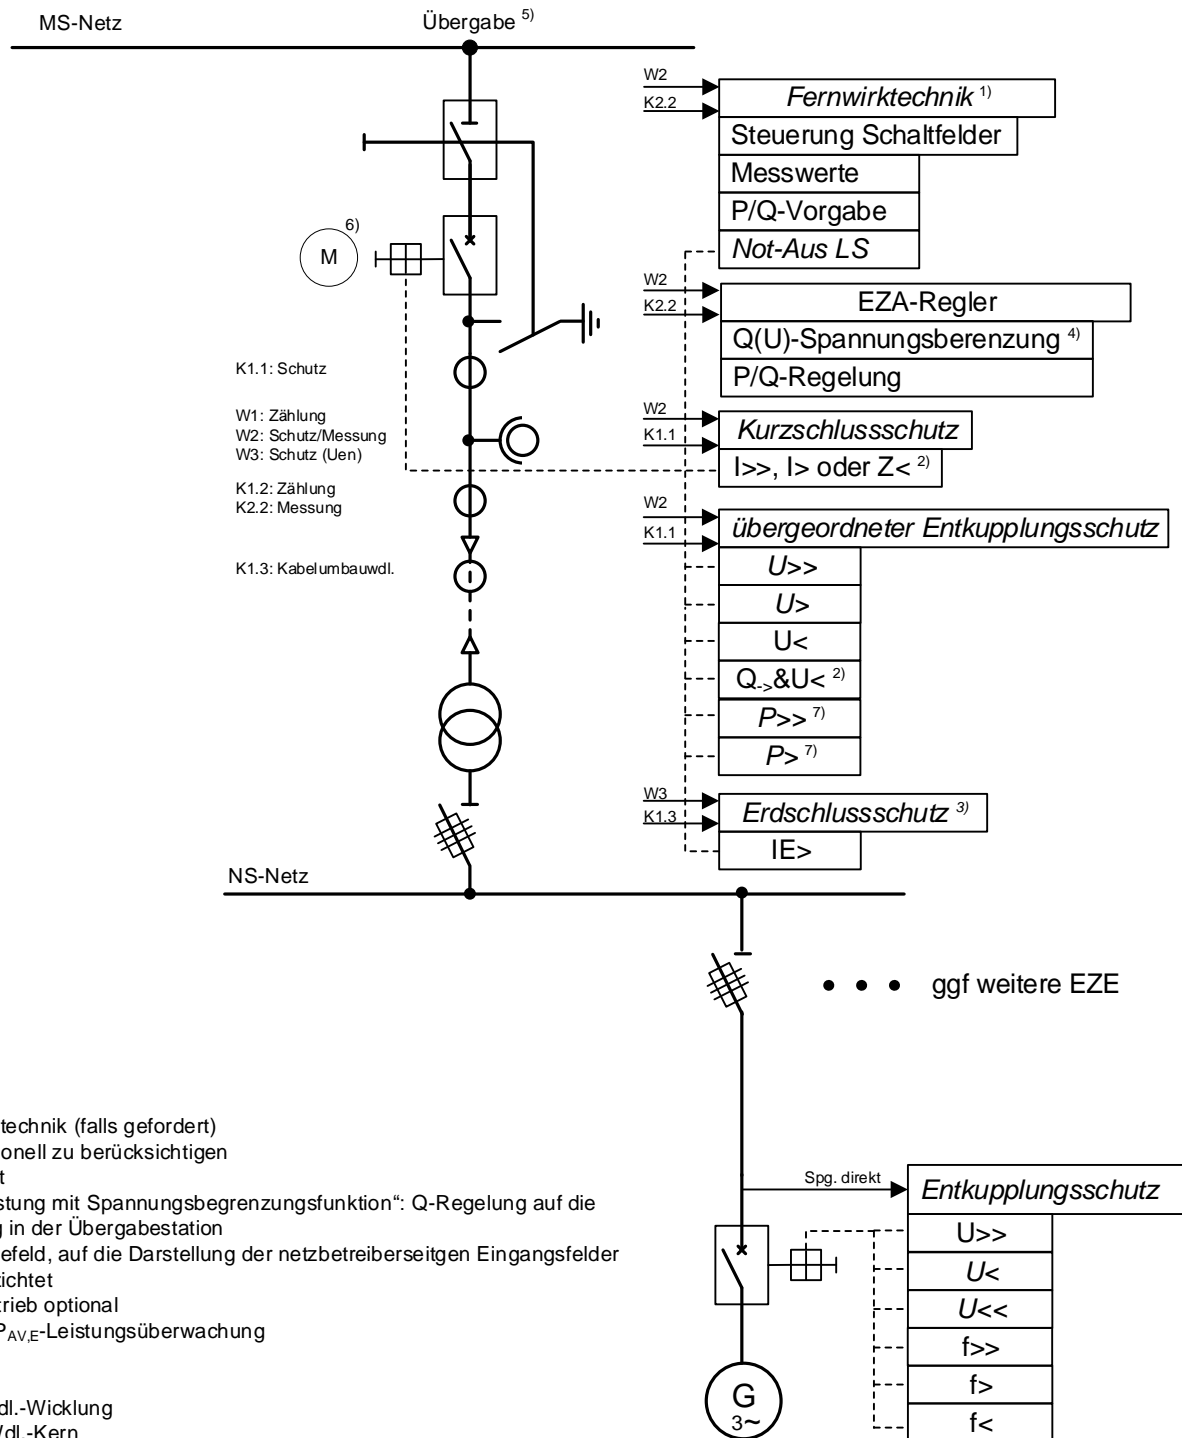 MS-Netz
Übergabe 5)
W2
K2.2
Fernwirktechnik 1)
Steuerung Schaltfelder
Messwerte
P/Q-Vorgabe
Not-Aus LS
M 6)
W2
K2.2
EZA-Regler
Q(U)-Spannungsberenzung 4)
P/Q-Regelung
K1.1: Schutz
W1: Zählung
W2: Schutz/Messung
W3: Schutz (Uen)
K1.2: Zählung
K2.2: Messung
K1.3: Kabelumbauwdl.
W2
K1.1
Kurzschlussschutz
I>>, I> oder Z< 2)
W2
K1.1
übergeordneter Entkupplungsschutz
U>>
U>
U<
Q->&U< 2)
P>> 7)
P> 7)
W3
K1.3
Erdschlussschutz 3)
IE>
NS-Netz
ggf weitere EZE
technik (falls gefordert)
onell zu berücksichtigen
t
stung mit Spannungsbegrenzungsfunktion“: Q-Regelung auf die
g in der Übergabestation
efeld, auf die Darstellung der netzbetreiberseitgen Eingangsfelder
ichtet
trieb optional
PAV,E-Leistungsüberwachung
dl.-Wicklung
Wdl.-Kern
Spg. direkt
Entkupplungsschutz
U>>
U<
U<<
f>>
f>
f<
G
3~